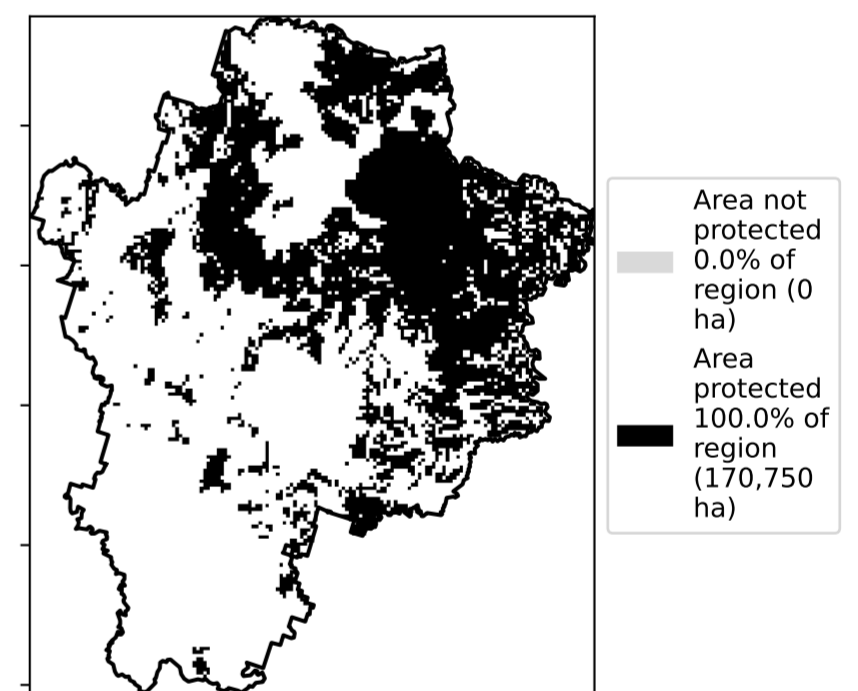 Area not
protected
0.0% of
region (0
ha)
Area
protected
100.0% of
region
(170,750
ha)